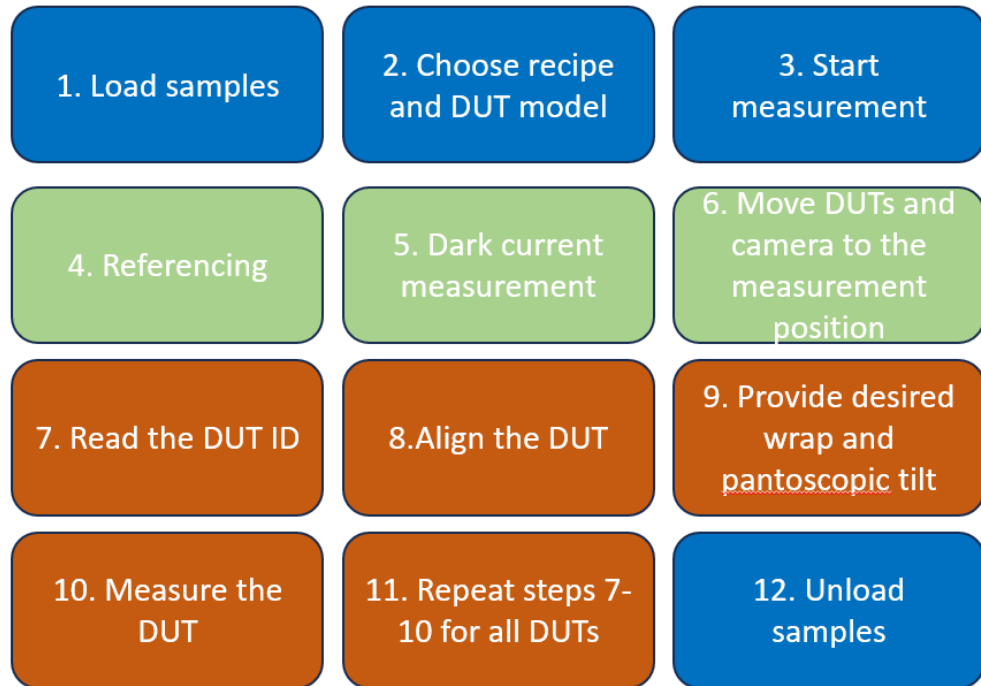 1. Load samples
2. Choose recipe
and DUT model
3. Start
measurement
4. Referencing
5. Dark current
measurement
6. Move DUTs and
camera to the
measurement
position
7. Read the DUT ID
8.Align the DUT
9. Provide desired
wrap and
pantoscopic tilt
10. Measure the
DUT
11. Repeat steps 7-
10 for all DUTs
12. Unload
samples